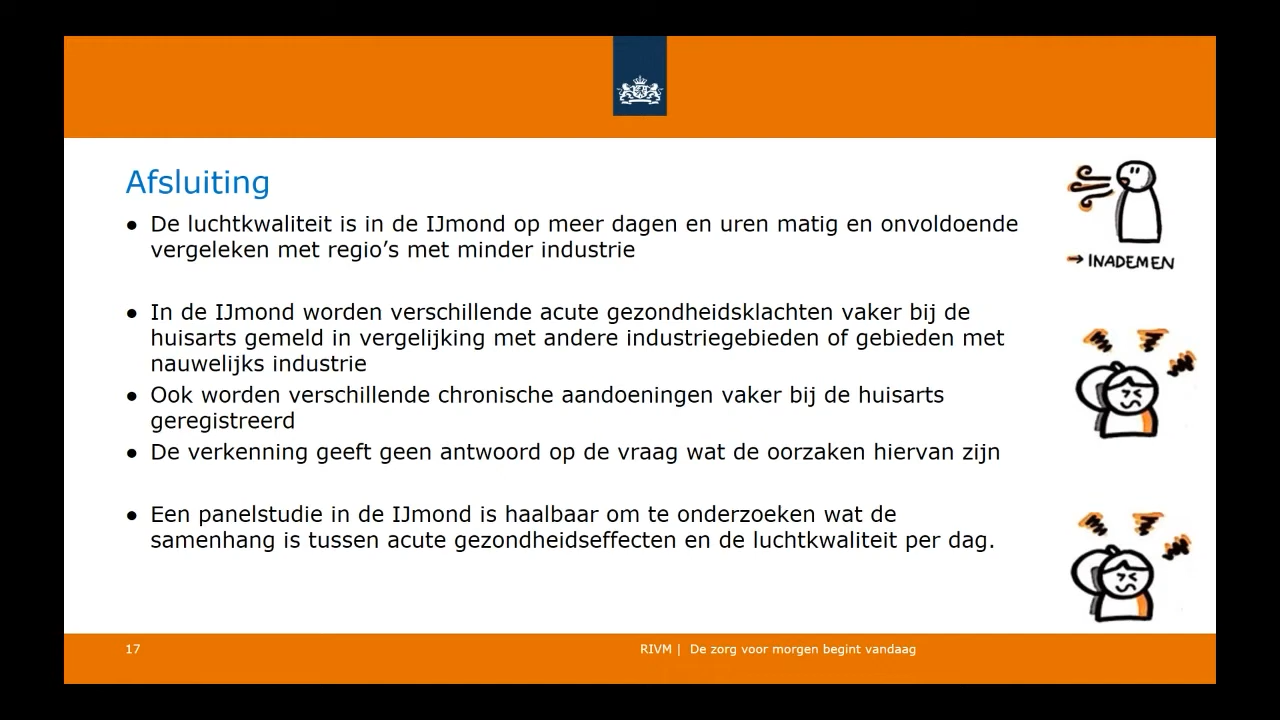 Afsluiting
● De luchtkwaliteit is in de IJmond op meer dagen en uren matig en onvoldoende
vergeleken met regio’s met minder industrie
→ INADEMEN
● In de IJmond worden verschillende acute gezondheidsklachten vaker bij de
huisarts gemeld in vergelijking met andere industriegebieden of gebieden met
nauwelijks industrie
● Ook worden verschillende chronische aandoeningen vaker bij de huisarts
geregistreerd
● De verkenning geeft geen antwoord op de vraag wat de oorzaken hiervan zijn
● Een panelstudie in de IJmond is haalbaar om te onderzoeken wat de
samenhang is tussen acute gezondheidseffecten en de luchtkwaliteit per dag.
17
RIVM | De zorg voor morgen begint vandaag